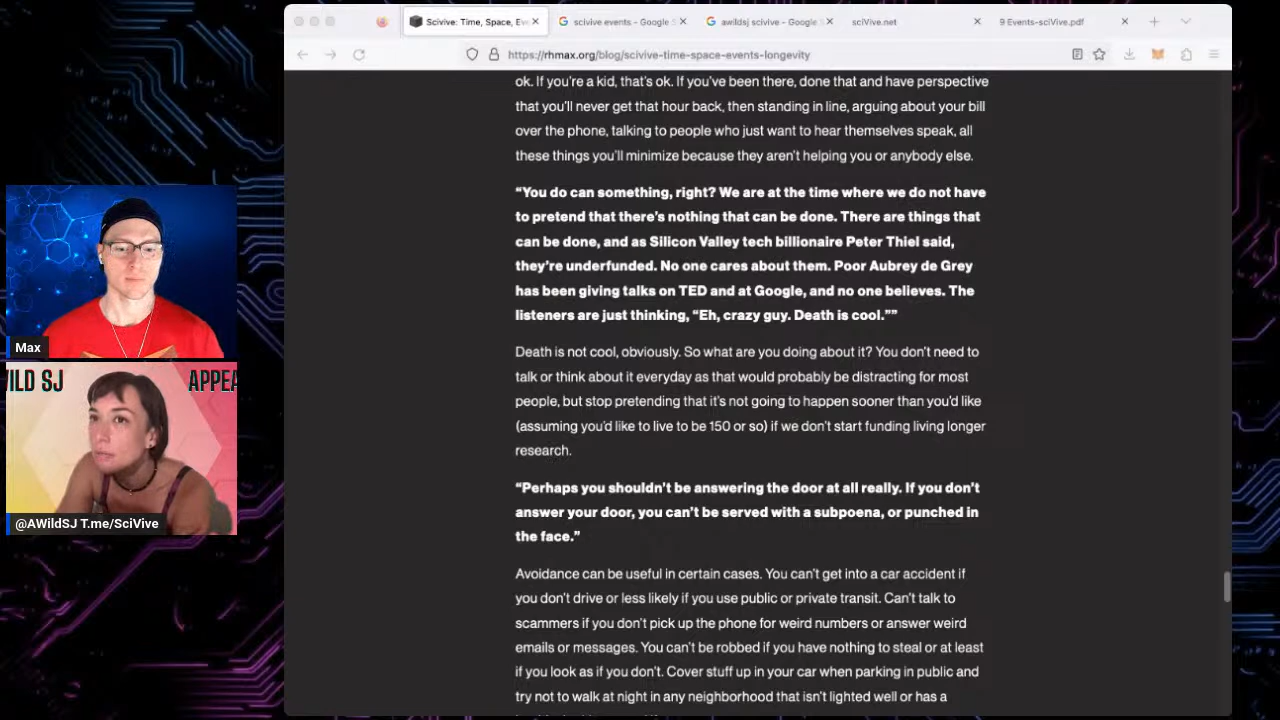 Scivive: Time, Space, Eve
scivive events - Google S
awildsj scivive - Google S
sciVive.net
9 Events-sciVive.pdf
https://rhmax.org/blog/scivive-time-space-events-longevity
ok. If you're a kid, that's ok. If you've been there, done that and have perspective
that you'll never get that hour back, then standing in line, arguing about your bill
over the phone, talking to people who just want to hear themselves speak, all
these things you'll minimize because they aren't helping you or anybody else.
“You do can something, right? We are at the time where we do not have
to pretend that there's nothing that can be done. There are things that
can be done, and as Silicon Valley tech billionaire Peter Thiel said,
they're underfunded. No one cares about them. Poor Aubrey de Grey
has been giving talks on TED and at Google, and no one believes. The
listeners are just thinking, “Eh, crazy guy. Death is cool.””
Death is not cool, obviously. So what are you doing about it? You don't need to
talk or think about it everyday as that would probably be distracting for most
people, but stop pretending that it's not going to happen sooner than you'd like
(assuming you'd like to live to be 150 or so) if we don't start funding living longer
research.
“Perhaps you shouldn't be answering the door at all really. If you don't
answer your door, you can't be served with a subpoena, or punched in
the face.”
Avoidance can be useful in certain cases. You can't get into a car accident if
you don't drive or less likely if you use public or private transit. Can't talk to
scammers if you don't pick up the phone for weird numbers or answer weird
emails or messages. You can't be robbed if you have nothing to steal or at least
if you look as if you don't. Cover stuff up in your car when parking in public and
try not to walk at night in any neighborhood that isn't lighted well or has a
Max
WILD SJ
APPEA
@AWildSJ T.me/SciVive